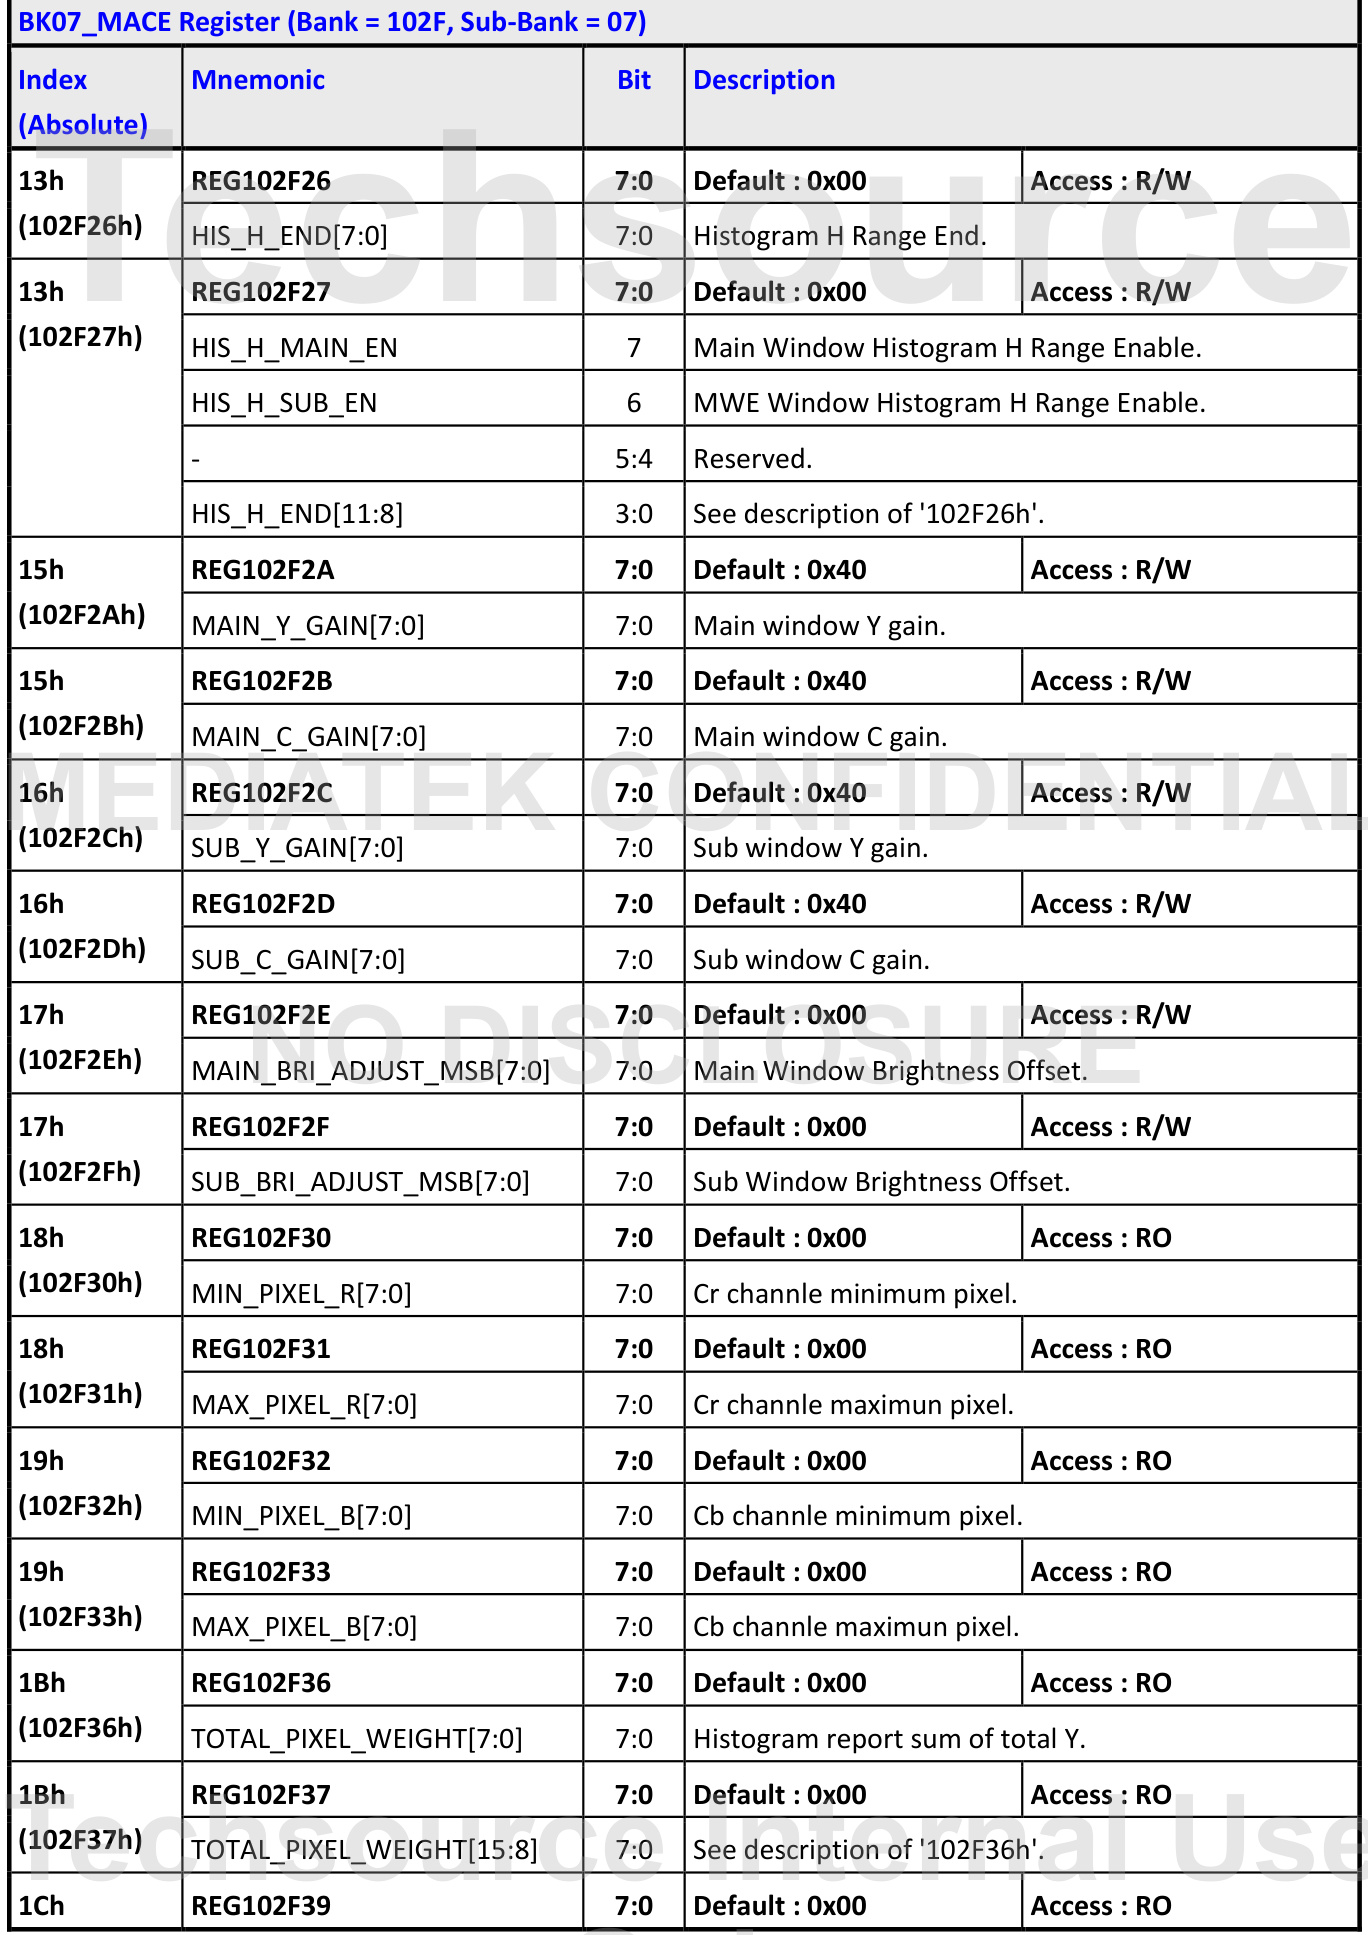 BK07_MACE Register (Bank = 102F, Sub-Bank = 07)
Index (Absolute) Mnemonic Bit Description
13h (102F26h) REG102F26 7:0 Default : 0x00 Access : R/W
HIS_H_END[7:0] 7:0 Histogram H Range End.
13h (102F27h) REG102F27 7:0 Default : 0x00 Access : R/W
HIS_H_MAIN_EN 7 Main Window Histogram H Range Enable.
HIS_H_SUB_EN 6 MWE Window Histogram H Range Enable.
- 5:4 Reserved.
HIS_H_END[11:8] 3:0 See description of '102F26h'.
15h (102F2Ah) REG102F2A 7:0 Default : 0x40 Access : R/W
MAIN_Y_GAIN[7:0] 7:0 Main window Y gain.
15h (102F2Bh) REG102F2B 7:0 Default : 0x40 Access : R/W
MAIN_C_GAIN[7:0] 7:0 Main window C gain.
16h (102F2Ch) REG102F2C 7:0 Default : 0x40 Access : R/W
SUB_Y_GAIN[7:0] 7:0 Sub window Y gain.
16h (102F2Dh) REG102F2D 7:0 Default : 0x40 Access : R/W
SUB_C_GAIN[7:0] 7:0 Sub window C gain.
17h (102F2Eh) REG102F2E 7:0 Default : 0x00 Access : R/W
MAIN_BRI_ADJUST_MSB[7:0] 7:0 Main Window Brightness Offset.
17h (102F2Fh) REG102F2F 7:0 Default : 0x00 Access : R/W
SUB_BRI_ADJUST_MSB[7:0] 7:0 Sub Window Brightness Offset.
18h (102F30h) REG102F30 7:0 Default : 0x00 Access : RO
MIN_PIXEL_R[7:0] 7:0 Cr channle minimum pixel.
18h (102F31h) REG102F31 7:0 Default : 0x00 Access : RO
MAX_PIXEL_R[7:0] 7:0 Cr channle maximun pixel.
19h (102F32h) REG102F32 7:0 Default : 0x00 Access : RO
MIN_PIXEL_B[7:0] 7:0 Cb channle minimum pixel.
19h (102F33h) REG102F33 7:0 Default : 0x00 Access : RO
MAX_PIXEL_B[7:0] 7:0 Cb channle maximun pixel.
1Bh (102F36h) REG102F36 7:0 Default : 0x00 Access : RO
TOTAL_PIXEL_WEIGHT[7:0] 7:0 Histogram report sum of total Y.
1Bh (102F37h) REG102F37 7:0 Default : 0x00 Access : RO
TOTAL_PIXEL_WEIGHT[15:8] 7:0 See description of '102F36h'.
1Ch REG102F39 7:0 Default : 0x00 Access : RO
Techsource
MEDIATEK CONFIDENTIAL
NO DISCLOSURE
Techsource Internal Use